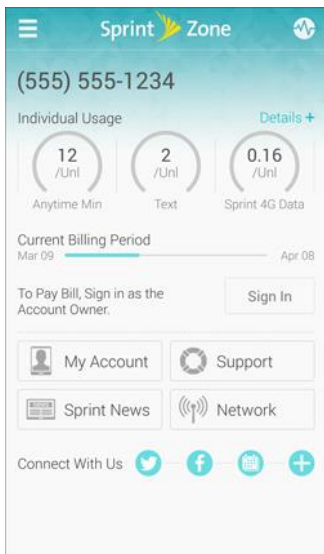 Sprint Zone
(555) 555-1234
Individual Usage Details +
12 2 0.16
/Unl /Unl /Unl
Anytime Min Text Sprint 4G Data
Current Billing Period
Mar 09 Apr 08
To Pay Bill, Sign in as the
Account Owner.
Sign In
My Account Support
Sprint News Network
Connect With Us